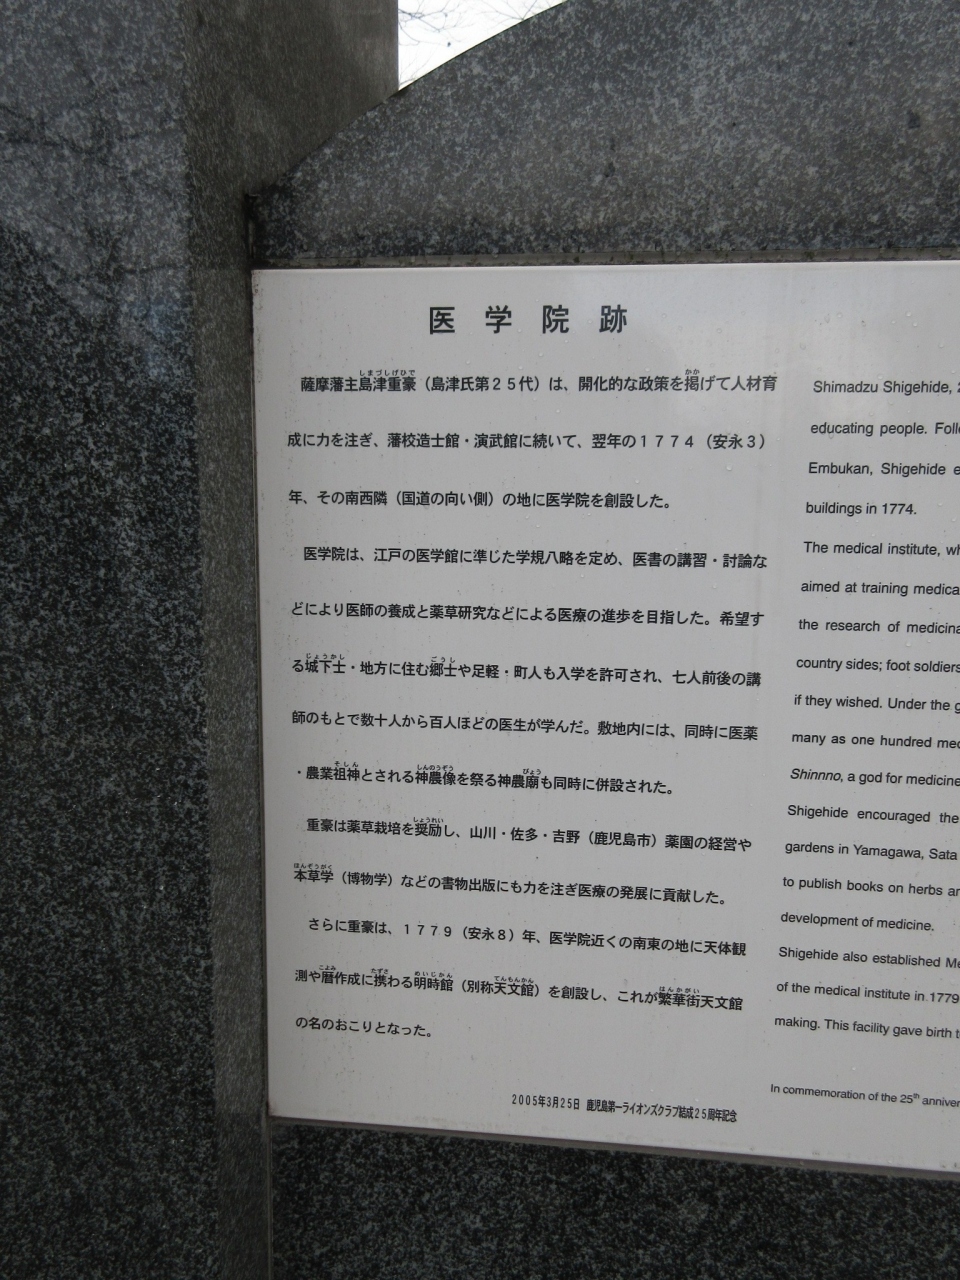 医学院跡
薩摩藩主島津重豪（島津氏第２５代）は、開化的な政策を掲げて人材育
成に力を注ぎ、藩校造士館・演武館に続いて、翌年の１７７４（安永３）
年、その南西隣（国道の向い側）の地に医学院を創設した。
医学院は、江戸の医学館に準じた学規八略を定め、医書の講習・討論な
どにより医師の養成と薬草研究などによる医療の進歩を目指した。希望す
る城下士・地方に住む郷士や足軽・町人も入学を許可され、七人前後の講
師のもとで数十人から百人ほどの医生が学んだ。敷地内には、同時に医薬
・農業祖神とされる神農像を祭る神農廟も同時に併設された。
重豪は薬草栽培を奨励し、山川・佐多・吉野（鹿児島市）薬園の経営や
本草学（博物学）などの書物出版にも力を注ぎ医療の発展に貢献した。
さらに重豪は、１７７９（安永８）年、医学院近くの南東の地に天体観
測や暦作成に携わる明時館（別称天文館）を創設し、これが繁華街天文館
の名のおこりとなった。
２００５年３月２５日 鹿児島第一ライオンズクラブ結成２５周年記念
Shimadzu Shigehide,
educating people.
Embukan, Shigehide
buildings in 1774.
The medical institute,
aimed at training
the research of
country sides; foot soldiers
if they wished. Under the
many as one hundred
Shinnno, a god for medicine
Shigehide encouraged the
gardens in Yamagawa, Sata
to publish books on herbs
development of medicine.
Shigehide also established
of the medical institute in 1779
making. This facility gave birth
In commemoration of the 25th